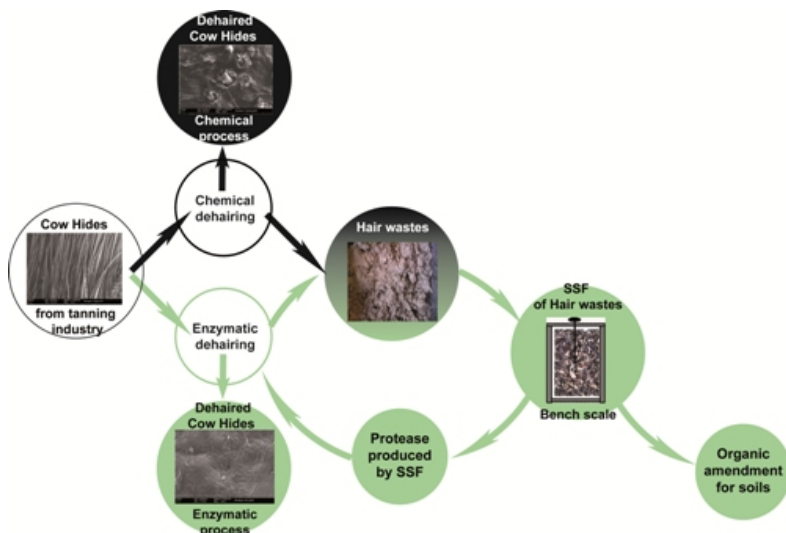 Dehaired
Cow Hides
Chemical
process
Chemical
dehairing
Cow Hides
from tanning
industry
Hair wastes
Enzymatic
dehairing
SSF
of Hair wastes
Bench scale
Dehaired
Cow Hides
Enzymatic
process
Protease
produced
by SSF
Organic
amendment
for soils